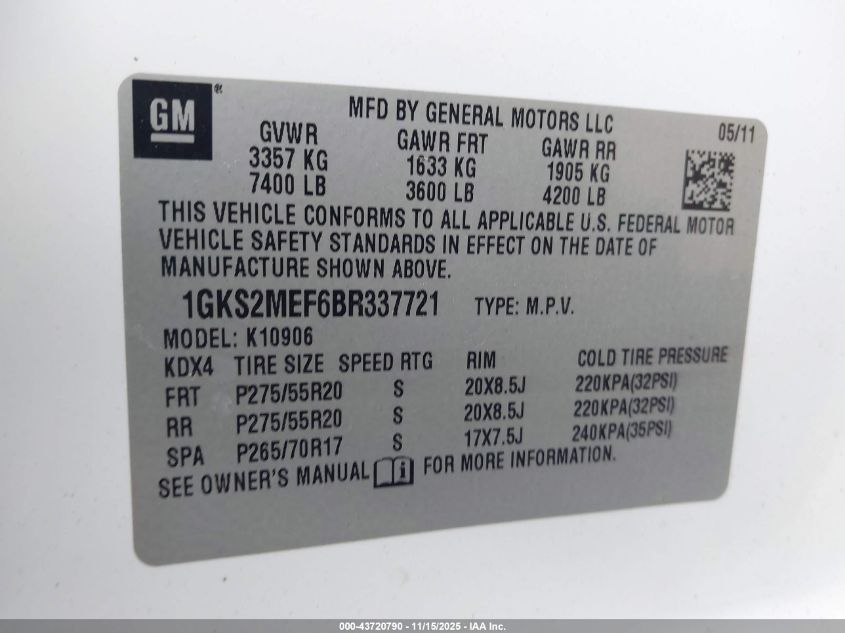 GM®
MFD BY GENERAL MOTORS LLC
05/11
GVWR GAWR FRT GAWR RR
3357 KG 1633 KG 1905 KG
7400 LB 3600 LB 4200 LB
THIS VEHICLE CONFORMS TO ALL APPLICABLE U.S. FEDERAL MOTOR
VEHICLE SAFETY STANDARDS IN EFFECT ON THE DATE OF
MANUFACTURE SHOWN ABOVE.
1GKS2MEF6BR337721 TYPE: M.P.V.
MODEL: K10906
KDX4 TIRE SIZE SPEED RTG RIM COLD TIRE PRESSURE
FRT P275/55R20 S 20X8.5J 220KPA(32PSI)
RR P275/55R20 S 20X8.5J 220KPA(32PSI)
SPA P265/70R17 S 17X7.5J 240KPA(35PSI)
SEE OWNER'S MANUAL i FOR MORE INFORMATION.
000-43720790 - 11/15/2025 - IAA Inc.